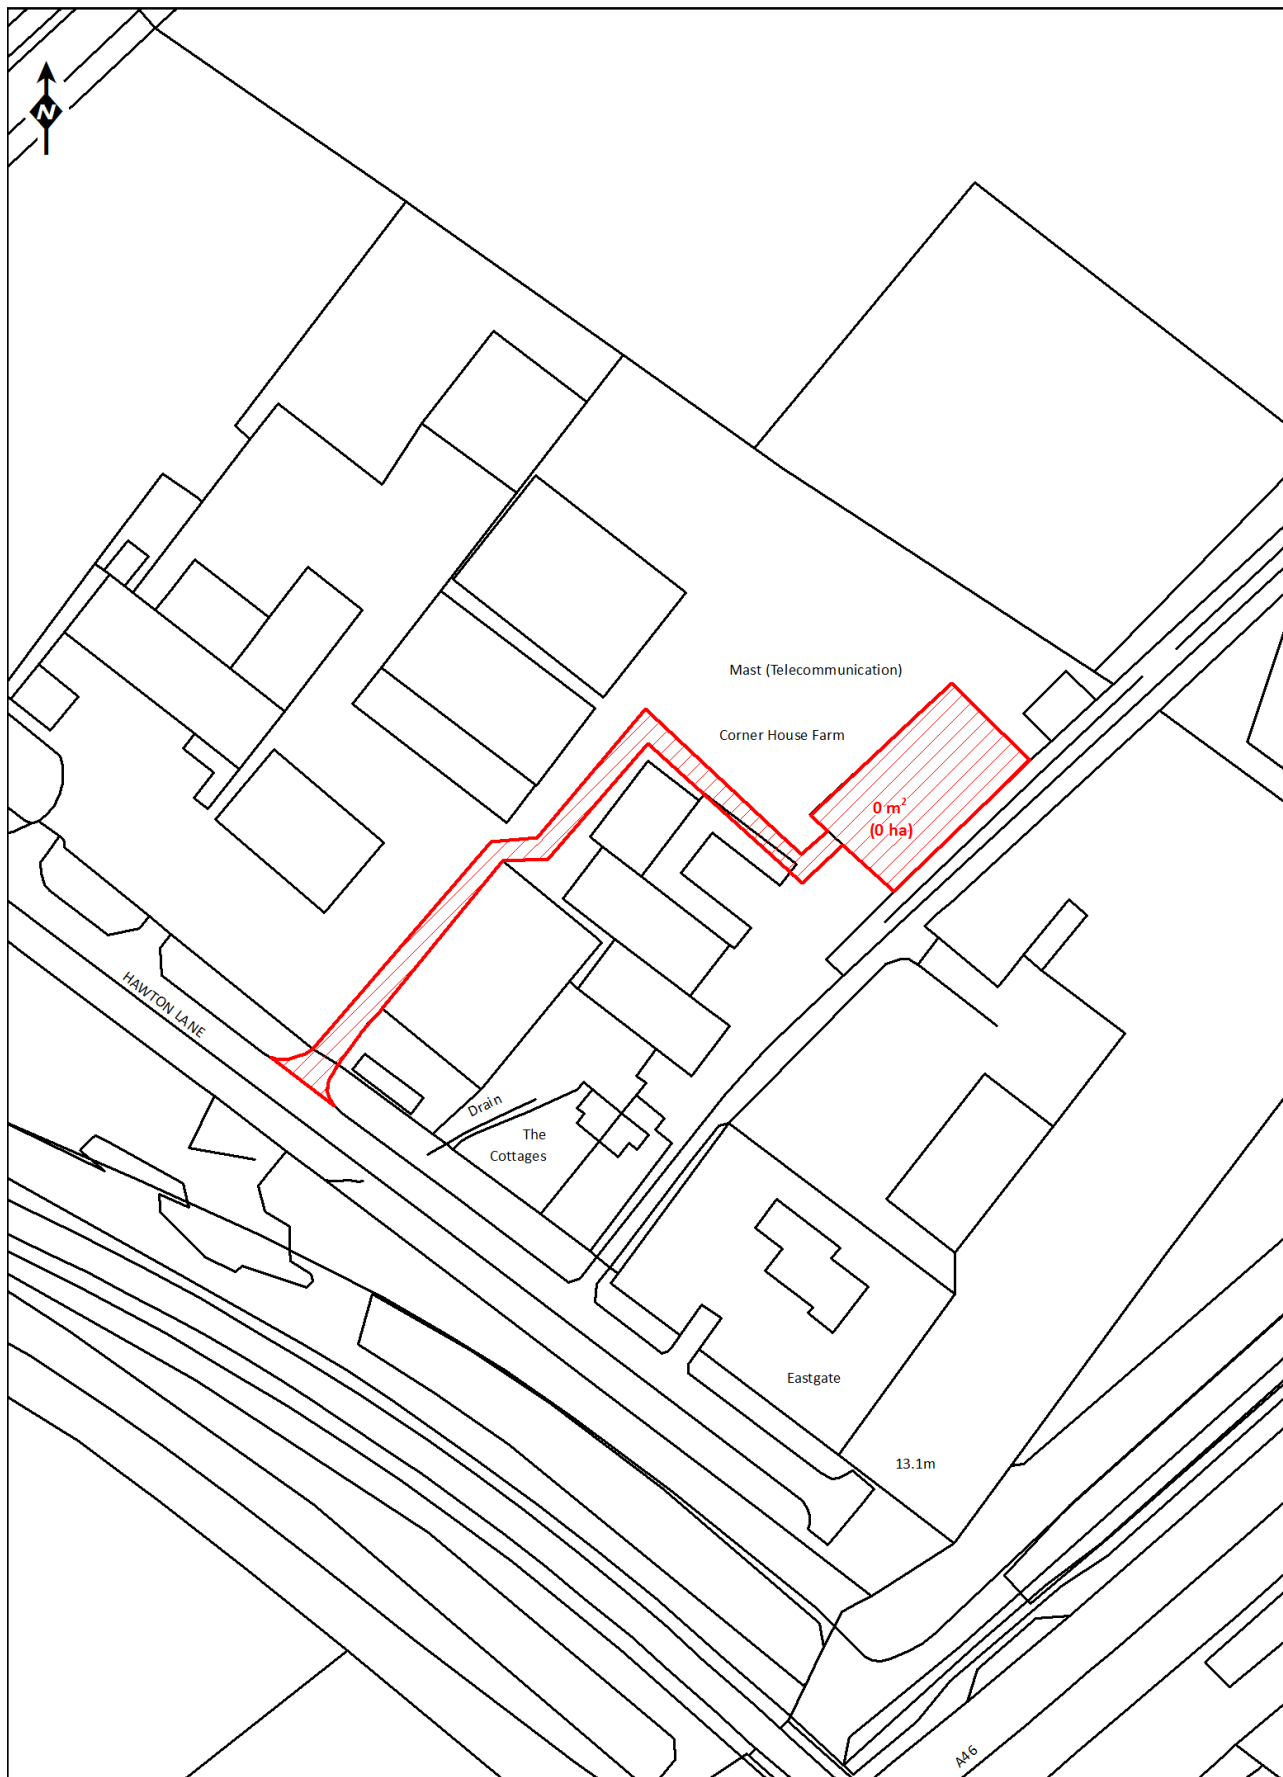 N
Mast (Telecommunication)
Corner House Farm
0 m²
(0 ha)
HAWTON LANE
Drain
The
Cottages
Eastgate
13.1m
A46